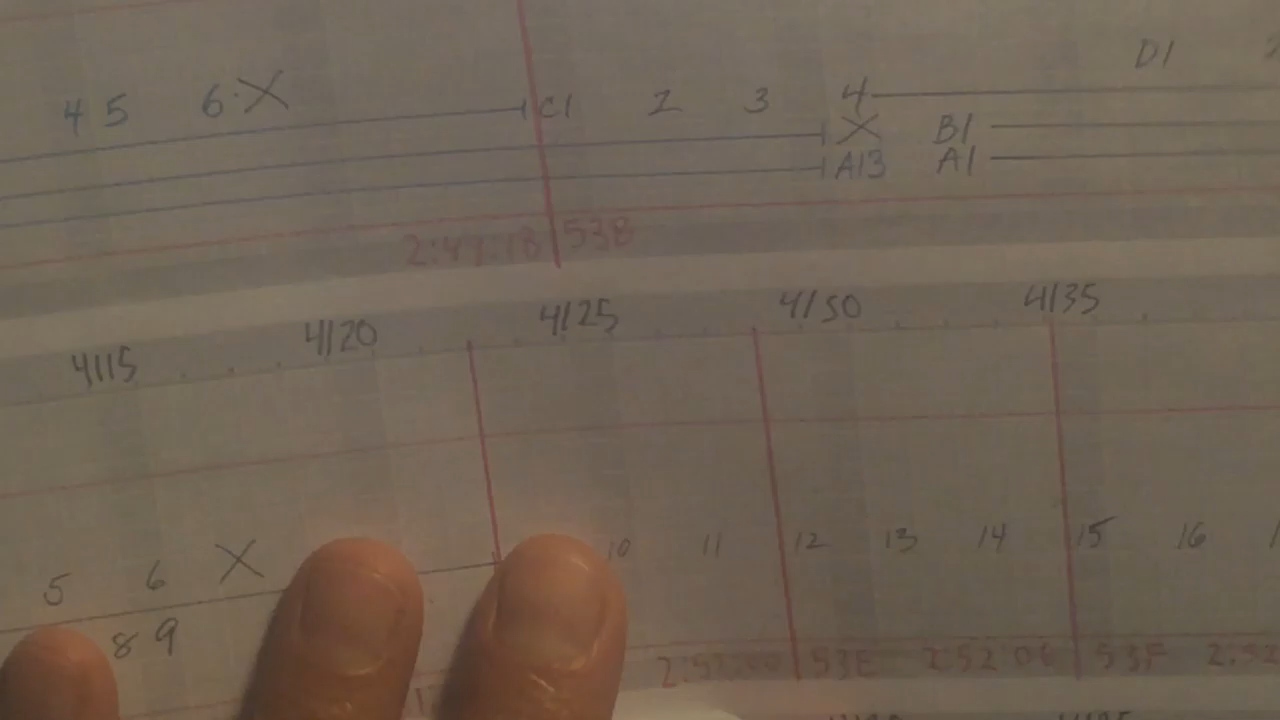 D1
4 5 6 X C1 2 3 4
X B1
A13 A1
53B
4115 4120 4125 4150 4135
10 11 12 13 14 15 16
5 6 X
8 9
53E 2:52:06 53F